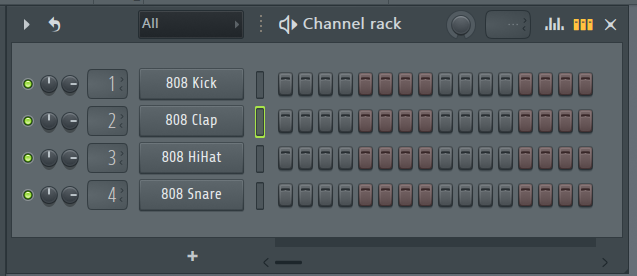 All
Channel rack
---
1 808 Kick
2 808 Clap
3 808 HiHat
4 808 Snare
+